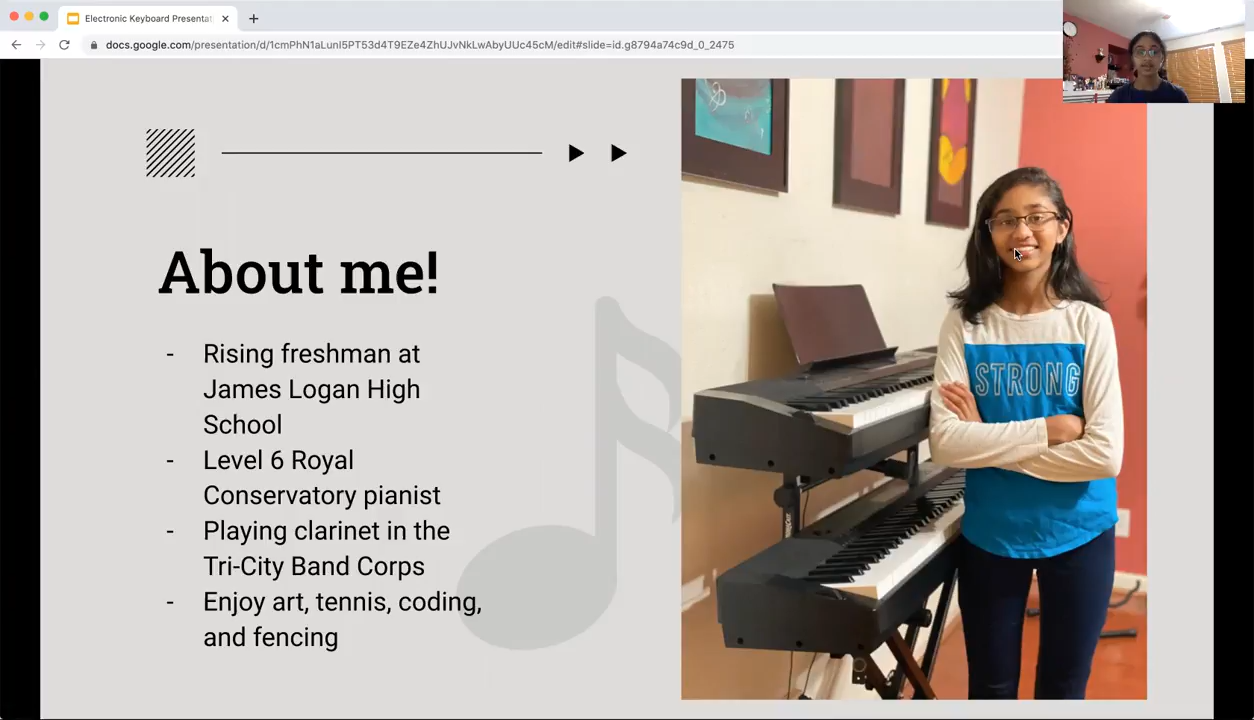 Electronic Keyboard Presentat
docs.google.com/presentation/d/1cmPhN1aLunI5PT53d4T9EZe4ZhUJvNkLwAbyUUc45cM/edit#slide=id.g8794a74c9d_0_2475
About me!
- Rising freshman at
James Logan High
School
- Level 6 Royal
Conservatory pianist
- Playing clarinet in the
Tri-City Band Corps
- Enjoy art, tennis, coding,
and fencing
STRONG